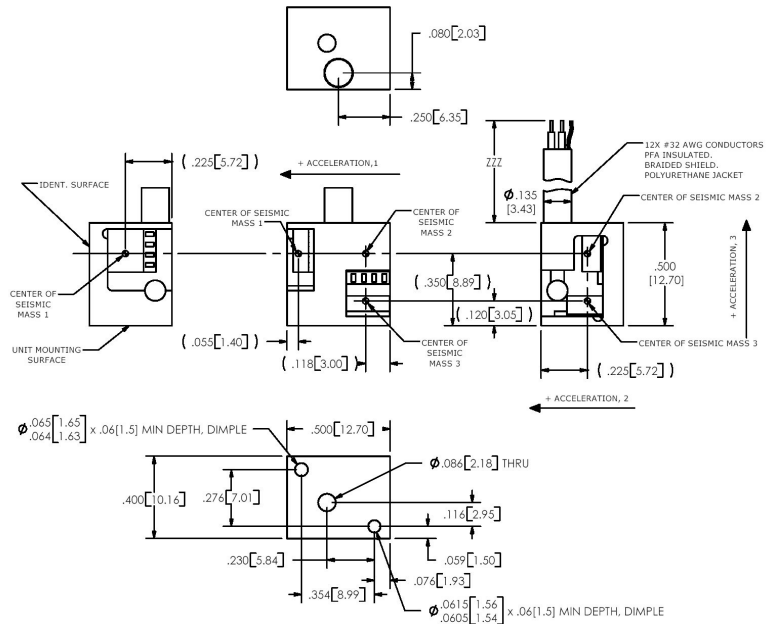 .080[2.03]
.250[6.35]
( .225[5.72] )
+ ACCELERATION,1
ZZZ
12X #32 AWG CONDUCTORS
PFA INSULATED.
BRAIDED SHIELD.
POLYURETHANE JACKET
IDENT. SURFACE
Ø.135
[3.43]
CENTER OF SEISMIC MASS 2
CENTER OF SEISMIC
MASS 1
CENTER OF
SEISMIC
MASS 2
+ ACCELERATION, 3
.500
[12.70]
( .350[8.89] )
CENTER OF
SEISMIC
MASS 1
( .120[3.05] )
UNIT MOUNTING
SURFACE
( .055[1.40] )
( .118[3.00] )
CENTER OF
SEISMIC
MASS 3
CENTER OF SEISMIC MASS 3
( .225[5.72] )
+ ACCELERATION, 2
Ø.065[1.65]
.064[1.63] x .06[1.5] MIN DEPTH, DIMPLE
.500[12.70]
Ø.086[2.18] THRU
.400[10.16]
.276[7.01]
.116[2.95]
.230[5.84]
.059[1.50]
.076[1.93]
.354[8.99]
Ø.0615[1.56]
.0605[1.54] x .06[1.5] MIN DEPTH, DIMPLE